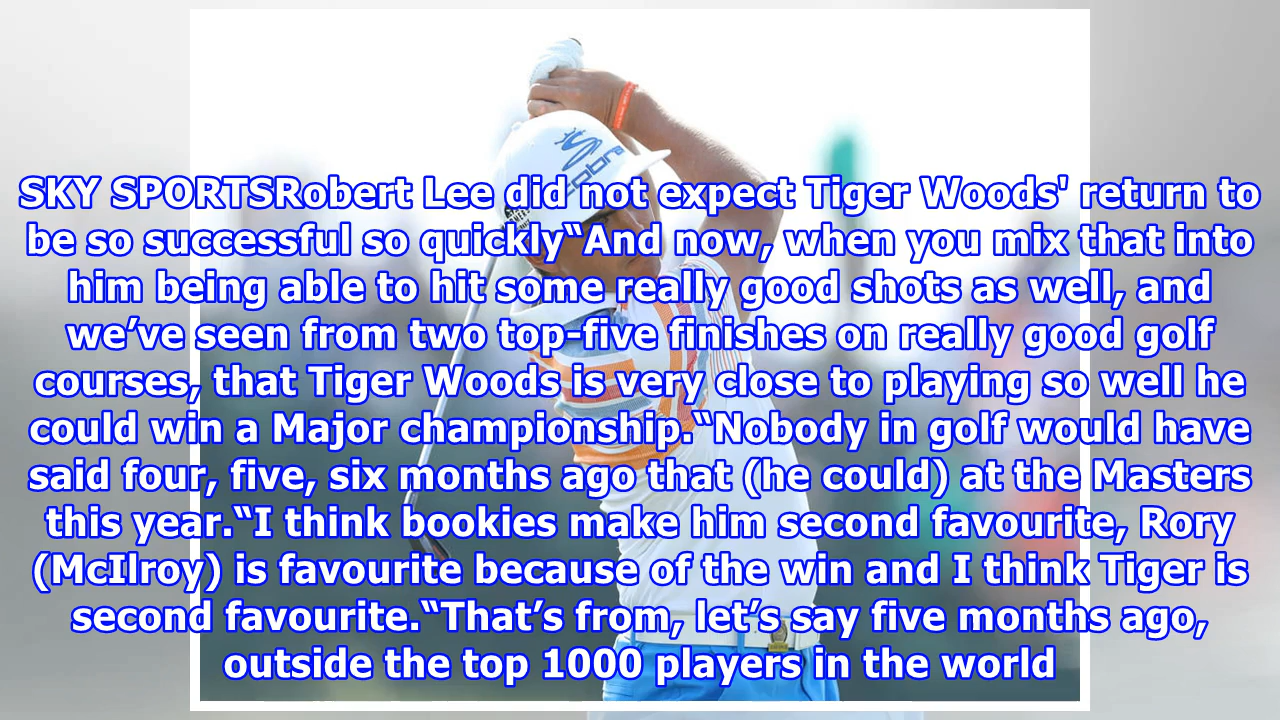 cobra
SKY SPORTSRobert Lee did not expect Tiger Woods' return to
be so successful so quickly“And now, when you mix that into
him being able to hit some really good shots as well, and
we’ve seen from two top-five finishes on really good golf
courses, that Tiger Woods is very close to playing so well he
could win a Major championship.“Nobody in golf would have
said four, five, six months ago that (he could) at the Masters
this year.“I think bookies make him second favourite, Rory
(McIlroy) is favourite because of the win and I think Tiger is
second favourite.“That’s from, let’s say five months ago,
outside the top 1000 players in the world